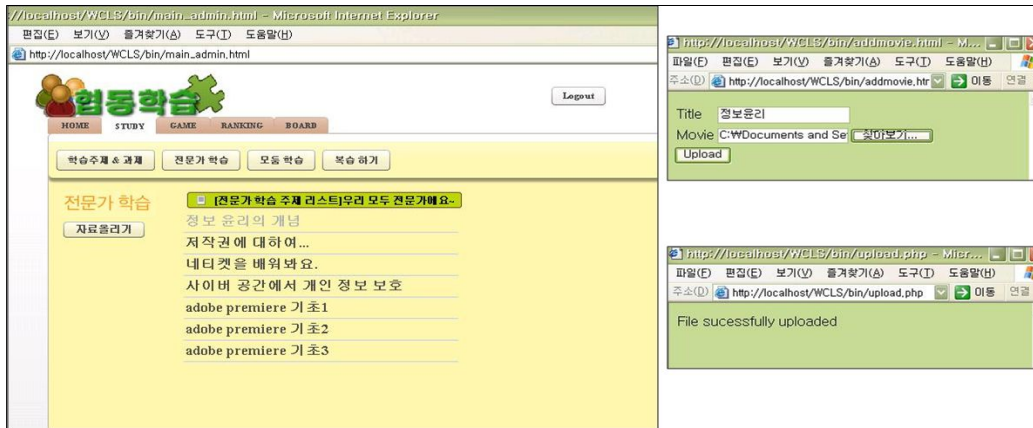 //localhost/WCLS/bin/main_admin.html - Microsoft Internet Explorer
편집(E) 보기(V) 즐겨찾기(A) 도구(T) 도움말(H)
http://localhost/WCLS/bin/main_admin.html
협동학습
Logout
HOME STUDY GAME RANKING BOARD
학습주제 & 과제 전문가 학습 모둠 학습 복습 하기
전문가 학습
자료올리기
[전문가 학습 주제 리스트]우리 모두 전문가예요~
정보 윤리의 개념
저작권에 대하여...
네티켓을 배워봐요.
사이버 공간에서 개인 정보 보호
adobe premiere 기초1
adobe premiere 기초2
adobe premiere 기초3
http://localhost/WCLS/bin/addmovie.html - M...
파일(F) 편집(E) 보기(V) 즐겨찾기(A) 도구(T) 도움말(H)
주소(D) http://localhost/WCLS/bin/addmovie.htr 이동 연결
Title 정보윤리
Movie C:₩Documents and Se 찾아보기...
Upload
http://localhost/WCLS/bin/upload.php - Micr...
파일(F) 편집(E) 보기(V) 즐겨찾기(A) 도구(T) 도움말(H)
주소(D) http://localhost/WCLS/bin/upload.php 이동 연결
File sucessfully uploaded